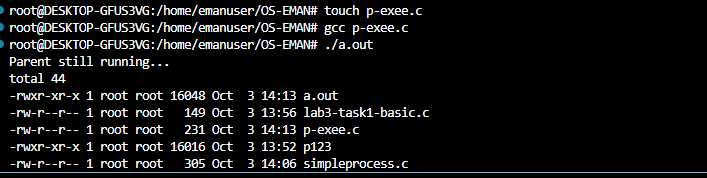 root@DESKTOP-GFUS3VG:/home/emanuser/OS-EMAN# touch p-exee.c
root@DESKTOP-GFUS3VG:/home/emanuser/OS-EMAN# gcc p-exee.c
root@DESKTOP-GFUS3VG:/home/emanuser/OS-EMAN# ./a.out
Parent still running...
total 44
-rwxr-xr-x 1 root root 16048 Oct  3 14:13 a.out
-rw-r--r-- 1 root root   149 Oct  3 13:56 lab3-task1-basic.c
-rw-r--r-- 1 root root   231 Oct  3 14:13 p-exee.c
-rwxr-xr-x 1 root root 16016 Oct  3 13:52 p123
-rw-r--r-- 1 root root   305 Oct  3 14:06 simpleprocess.c